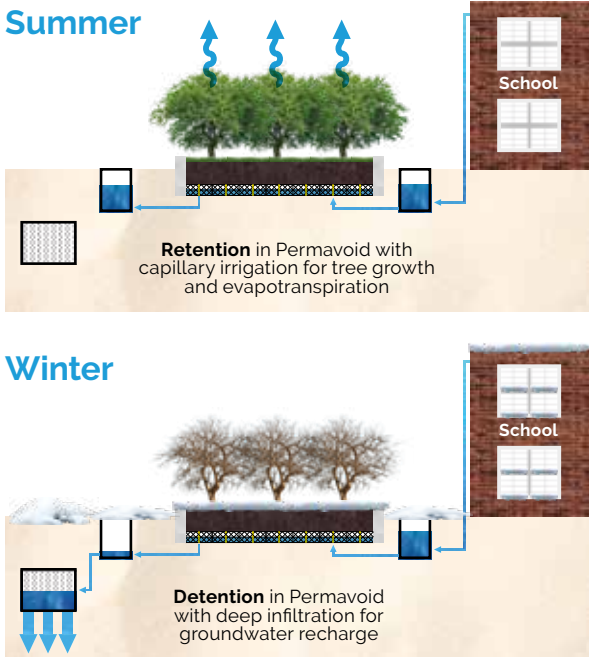 Summer
School
Retention in Permavoid with
capillary irrigation for tree growth
and evapotranspiration
Winter
School
Detention in Permavoid
with deep infiltration for
groundwater recharge